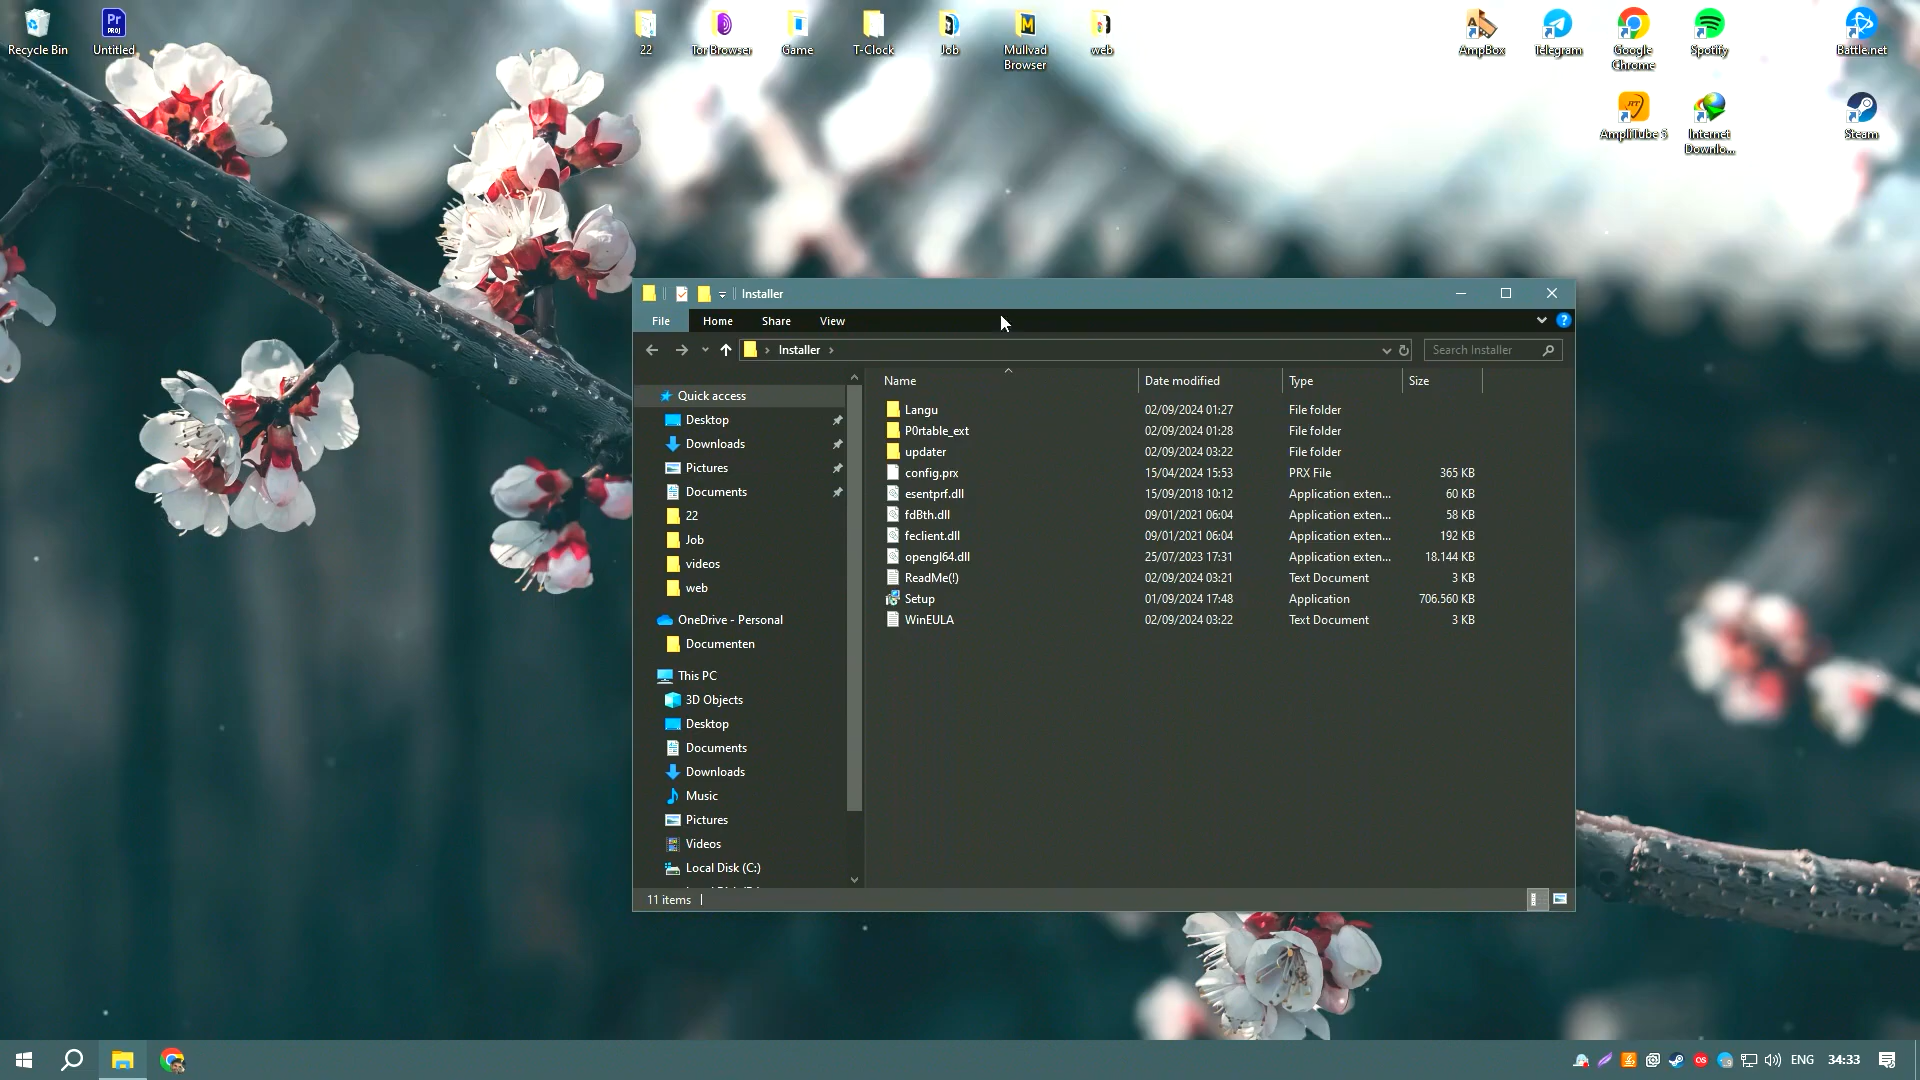 Recycle Bin
Untitled
22
Tor Browser
Game
T-Clock
Job
Mullvad
Browser
web
AmpBox
Telegram
Google
Chrome
Spotify
Battle.net
AmpliTube 5
Internet
Downlo...
Steam
Installer
File
Home
Share
View
Installer
Search Installer
Name
Date modified
Type
Size
Quick access
Desktop
Downloads
Pictures
Documents
22
Job
videos
web
OneDrive - Personal
Documenten
This PC
3D Objects
Desktop
Documents
Downloads
Music
Pictures
Videos
Local Disk (C:)
Langu 02/09/2024 01:27 File folder
P0rtable_ext 02/09/2024 01:28 File folder
updater 02/09/2024 03:22 File folder
config.prx 15/04/2024 15:53 PRX File 365 KB
esentprf.dll 15/09/2018 10:12 Application exten... 60 KB
fdBth.dll 09/01/2021 06:04 Application exten... 58 KB
feclient.dll 09/01/2021 06:04 Application exten... 192 KB
opengl64.dll 25/07/2023 17:31 Application exten... 18.144 KB
ReadMe(!) 02/09/2024 03:21 Text Document 3 KB
Setup 01/09/2024 17:48 Application 706.560 KB
WinEULA 02/09/2024 03:22 Text Document 3 KB
11 items
ENG
34:33